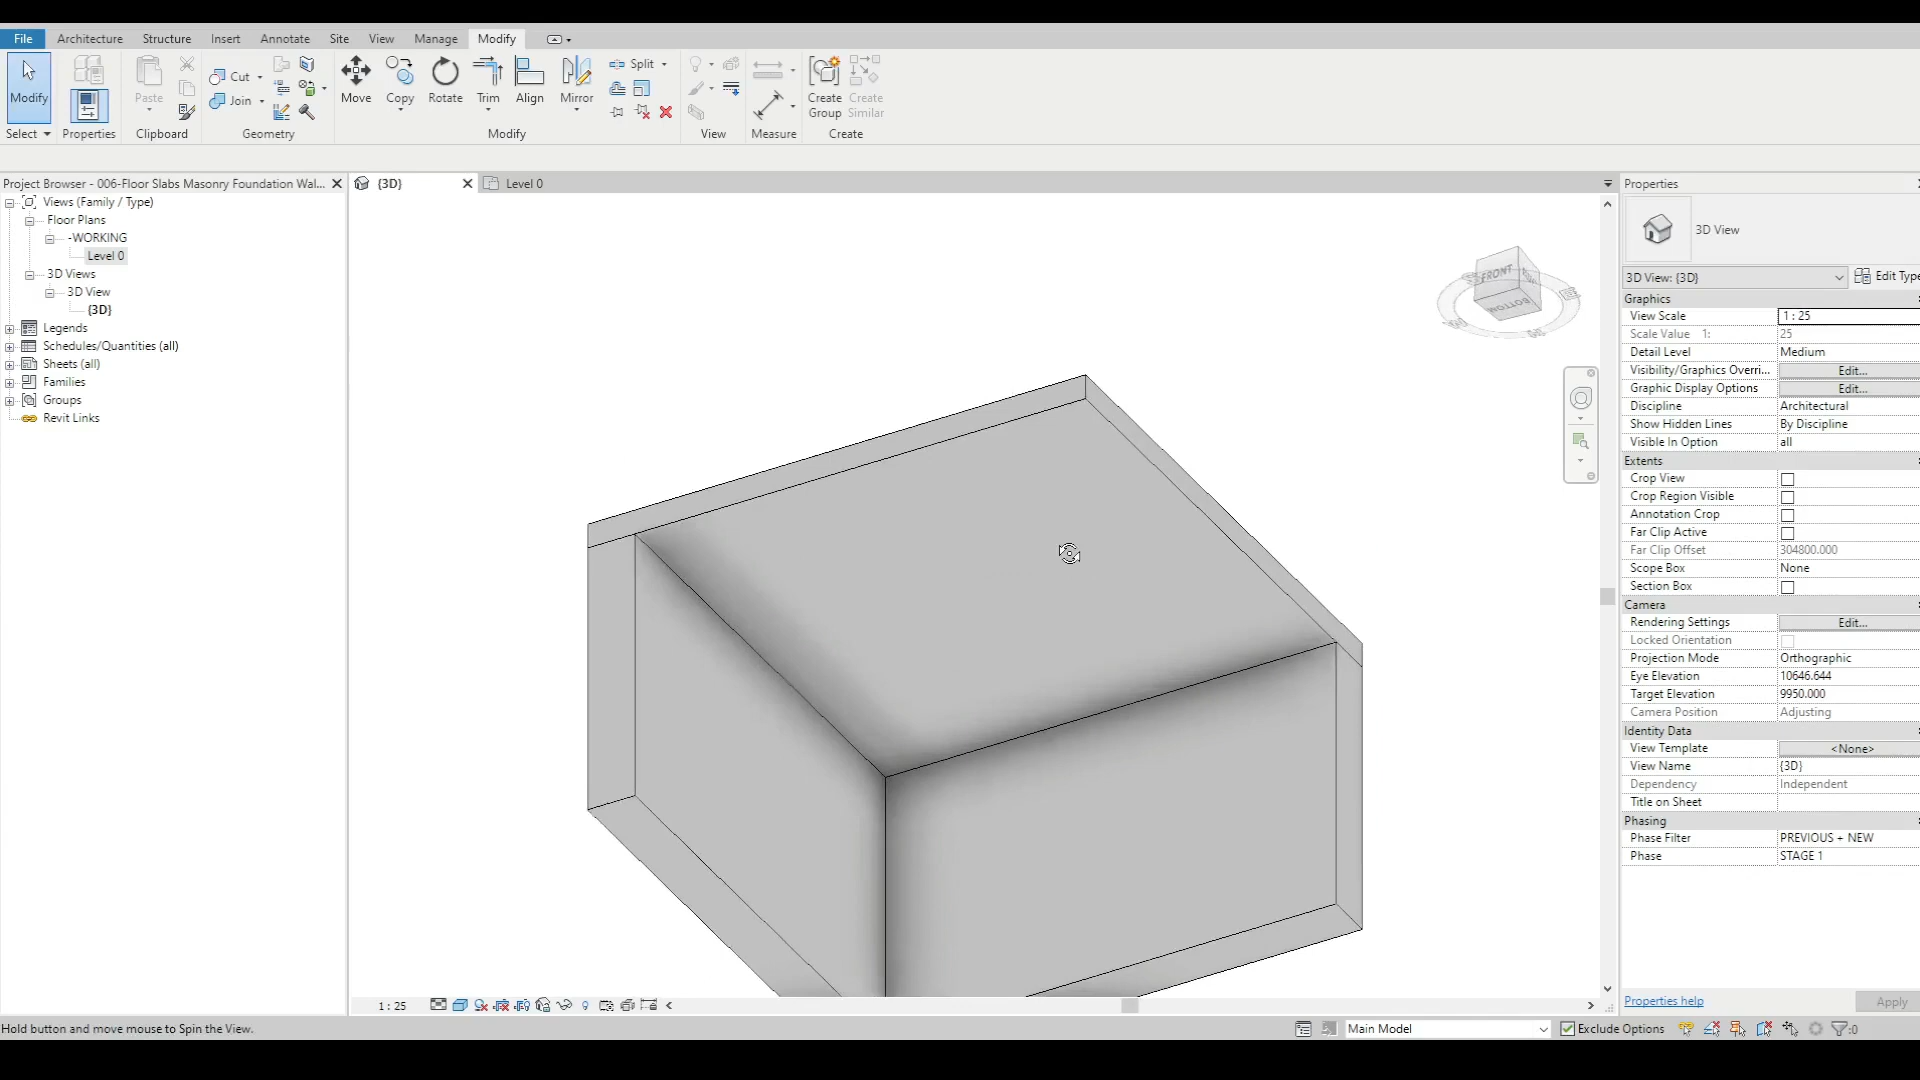 File Architecture Structure Insert Annotate Site View Manage Modify
Modify Paste Cut Join Move Copy Rotate Trim Align Mirror Split Create Group Create Similar
Select Properties Clipboard Geometry Modify View Measure Create
Project Browser - 006-Floor Slabs Masonry Foundation Wal...
{3D}
Level 0
Properties
Views (Family / Type)
Floor Plans
-WORKING
Level 0
3D Views
3D View
{3D}
Legends
Schedules/Quantities (all)
Sheets (all)
Families
Groups
Revit Links
FRONT
BOTTOM
3D View
3D View: {3D}
Edit Type
Graphics
View Scale 1 : 25
Scale Value 1: 25
Detail Level Medium
Visibility/Graphics Overri... Edit...
Graphic Display Options Edit...
Discipline Architectural
Show Hidden Lines By Discipline
Visible In Option all
Extents
Crop View
Crop Region Visible
Annotation Crop
Far Clip Active
Far Clip Offset 304800.000
Scope Box None
Section Box
Camera
Rendering Settings Edit...
Locked Orientation
Projection Mode Orthographic
Eye Elevation 10646.644
Target Elevation 9950.000
Camera Position Adjusting
Identity Data
View Template <None>
View Name {3D}
Dependency Independent
Title on Sheet
Phasing
Phase Filter PREVIOUS + NEW
Phase STAGE 1
Properties help
Apply
1 : 25
Hold button and move mouse to Spin the View.
Main Model
Exclude Options
:0